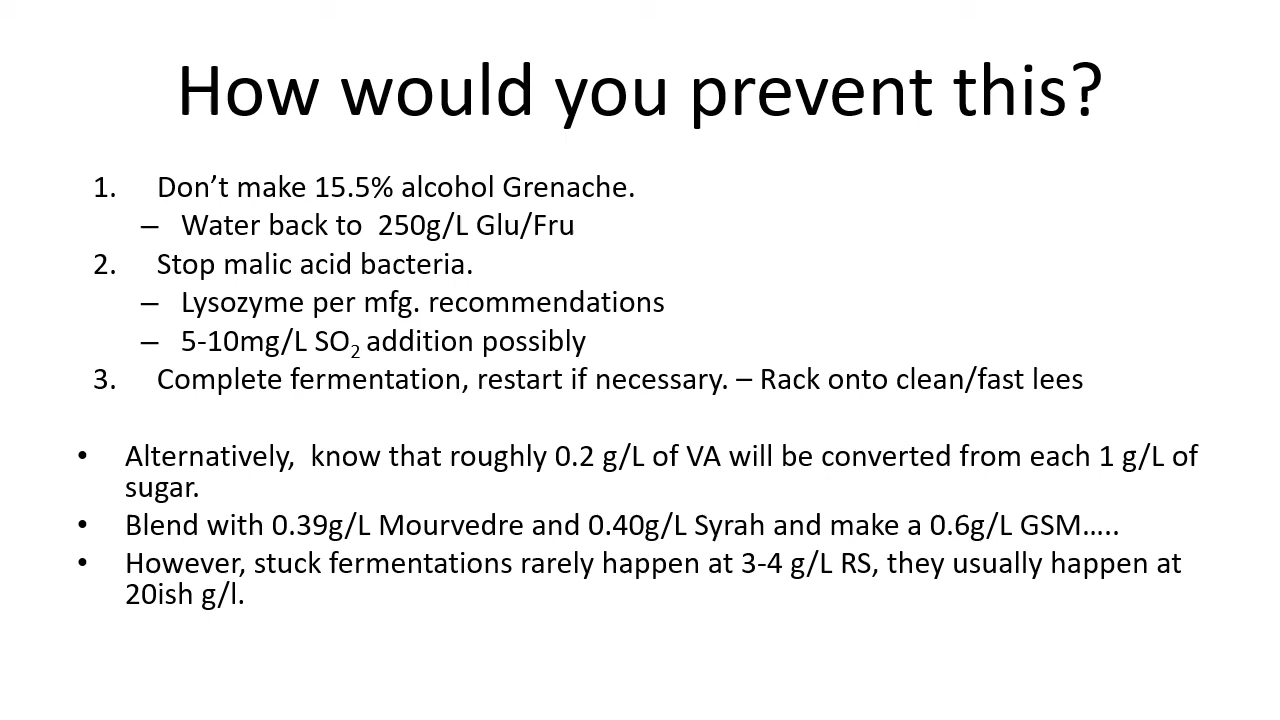 How would you prevent this?
1. Don’t make 15.5% alcohol Grenache.
– Water back to  250g/L Glu/Fru
2. Stop malic acid bacteria.
– Lysozyme per mfg. recommendations
– 5-10mg/L SO₂ addition possibly
3. Complete fermentation, restart if necessary. – Rack onto clean/fast lees
• Alternatively,  know that roughly 0.2 g/L of VA will be converted from each 1 g/L of
sugar.
• Blend with 0.39g/L Mourvedre and 0.40g/L Syrah and make a 0.6g/L GSM…..
• However, stuck fermentations rarely happen at 3-4 g/L RS, they usually happen at
20ish g/l.